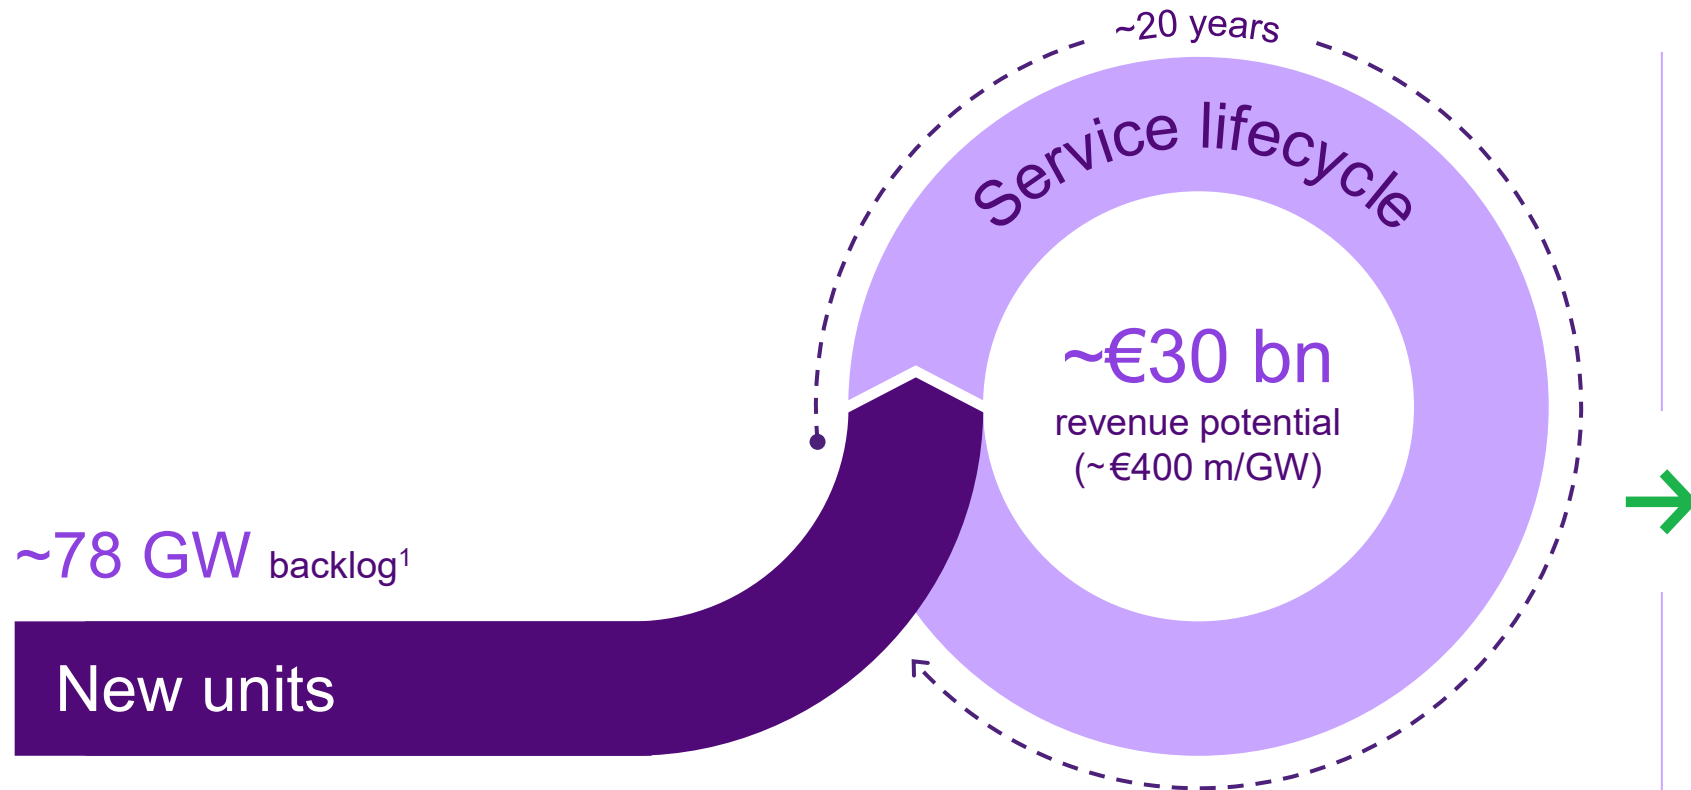 ~20 years
Service lifecycle
~€30 bn
revenue potential
(~€400 m/GW)
~78 GW backlog¹
New units